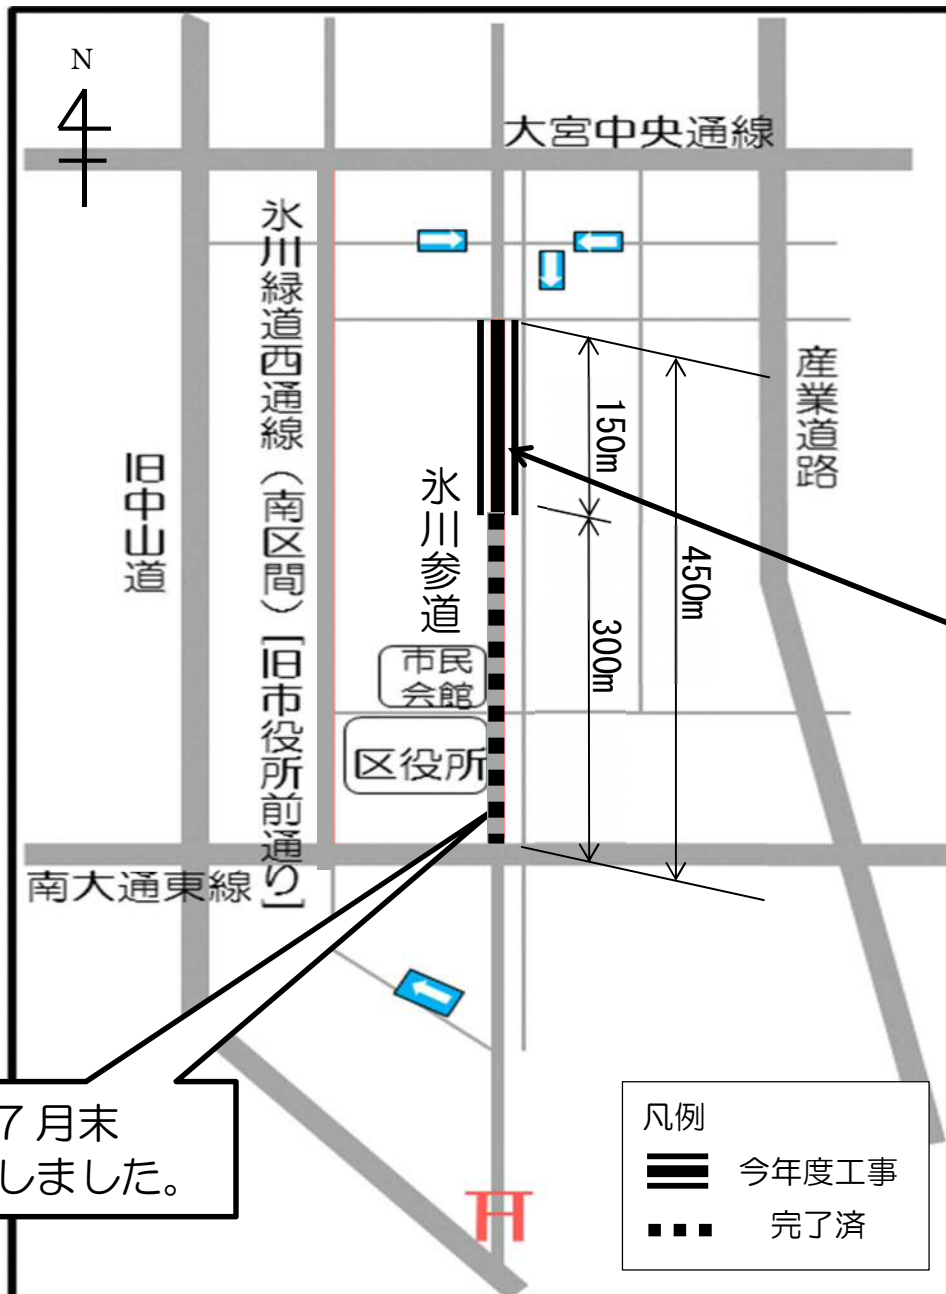 N
大宮中央通線
氷川緑道西通線（南区間）［旧市役所前通り］
産業道路
150m
旧中山道
氷川参道
450m
300m
市民
会館
区役所
南大通東線
7月末
しました。
凡例
今年度工事
完了済